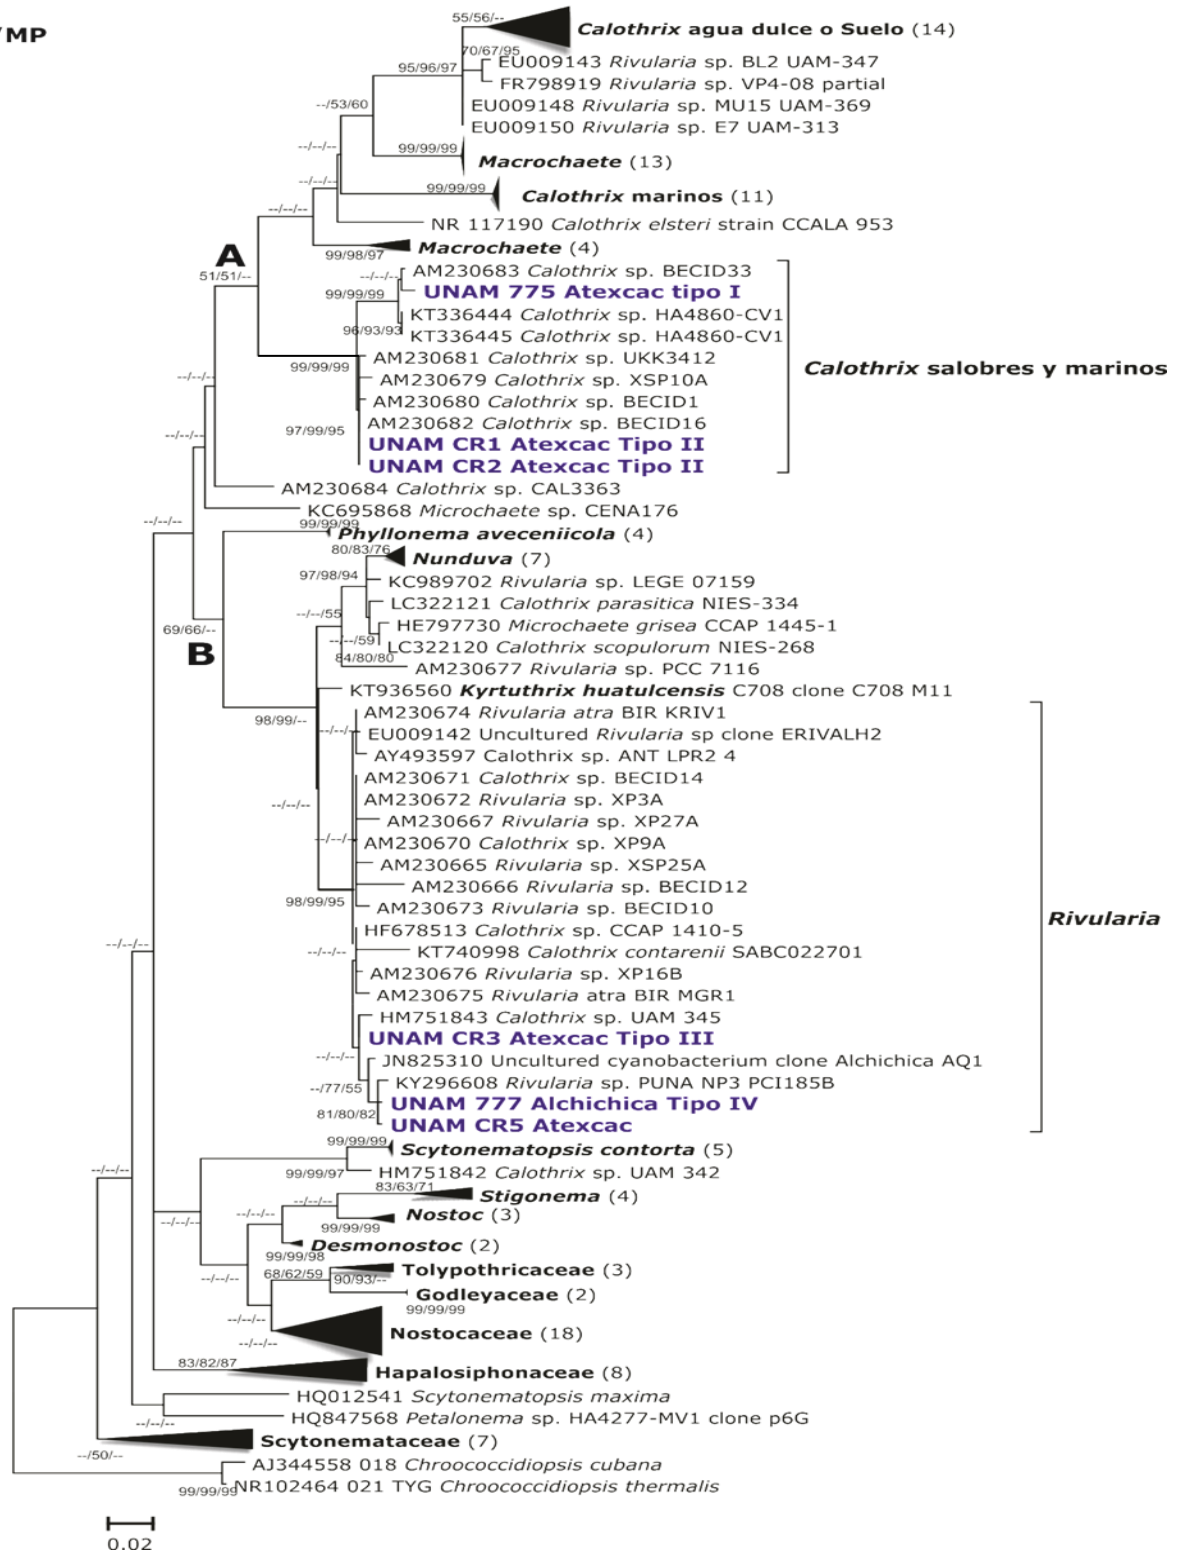 /MP
55/56/--
Calothrix agua dulce o Suelo (14)
70/67/95
EU009143 Rivularia sp. BL2 UAM-347
95/96/97
FR798919 Rivularia sp. VP4-08 partial
--/53/60
EU009148 Rivularia sp. MU15 UAM-369
EU009150 Rivularia sp. E7 UAM-313
--/--/--
99/99/99
Macrochaete (13)
--/--/--
99/99/99
Calothrix marinos (11)
--/--/--
NR 117190 Calothrix elsteri strain CCALA 953
A
Macrochaete (4)
99/98/97
51/51/--
AM230683 Calothrix sp. BECID33
--/--/--
UNAM 775 Atexcac tipo I
99/99/99
KT336444 Calothrix sp. HA4860-CV1
96/93/93
KT336445 Calothrix sp. HA4860-CV1
AM230681 Calothrix sp. UKK3412
99/99/99
Calothrix salobres y marinos
--/--/--
AM230679 Calothrix sp. XSP10A
AM230680 Calothrix sp. BECID1
AM230682 Calothrix sp. BECID16
97/99/95
--/--/--
UNAM CR1 Atexcac Tipo II
UNAM CR2 Atexcac Tipo II
AM230684 Calothrix sp. CAL3363
KC695868 Microchaete sp. CENA176
--/--/--
99/99/99
Phyllonema aveceniicola (4)
80/83/76
Nunduva (7)
97/98/94
KC989702 Rivularia sp. LEGE 07159
LC322121 Calothrix parasitica NIES-334
--/--/55
HE797730 Microchaete grisea CCAP 1445-1
69/66/--
--/--/59
LC322120 Calothrix scopulorum NIES-268
B
84/80/80
AM230677 Rivularia sp. PCC 7116
KT936560 Kyrtuthrix huatulcensis C708 clone C708 M11
AM230674 Rivularia atra BIR KRIV1
98/99/--
--/--/--
EU009142 Uncultured Rivularia sp clone ERIVALH2
AY493597 Calothrix sp. ANT LPR2 4
AM230671 Calothrix sp. BECID14
--/--/--
AM230672 Rivularia sp. XP3A
AM230667 Rivularia sp. XP27A
--/--/--
AM230670 Calothrix sp. XP9A
AM230665 Rivularia sp. XSP25A
AM230666 Rivularia sp. BECID12
98/99/95
AM230673 Rivularia sp. BECID10
Rivularia
HF678513 Calothrix sp. CCAP 1410-5
--/--/--
--/--/--
KT740998 Calothrix contarenii SABC022701
AM230676 Rivularia sp. XP16B
AM230675 Rivularia atra BIR MGR1
HM751843 Calothrix sp. UAM 345
UNAM CR3 Atexcac Tipo III
--/--/--
JN825310 Uncultured cyanobacterium clone Alchichica AQ1
--/77/55
KY296608 Rivularia sp. PUNA NP3 PCI185B
UNAM 777 Alchichica Tipo IV
81/80/82
UNAM CR5 Atexcac
99/99/99
Scytonematopsis contorta (5)
--/--/--
99/99/97
HM751842 Calothrix sp. UAM 342
83/63/71
Stigonema (4)
--/--/--
--/--/--
Nostoc (3)
--/--/--
99/99/99
Desmonostoc (2)
99/99/98
--/--/--
68/62/59
Tolypothricaceae (3)
90/93/--
Godleyaceae (2)
99/99/99
--/--/--
Nostocaceae (18)
--/--/--
83/82/87
Hapalosiphonaceae (8)
HQ012541 Scytonematopsis maxima
--/--/--
HQ847568 Petalonema sp. HA4277-MV1 clone p6G
Scytonemataceae (7)
--/50/--
AJ344558 018 Chroococcidiopsis cubana
99/99/99
NR102464 021 TYG Chroococcidiopsis thermalis
0.02